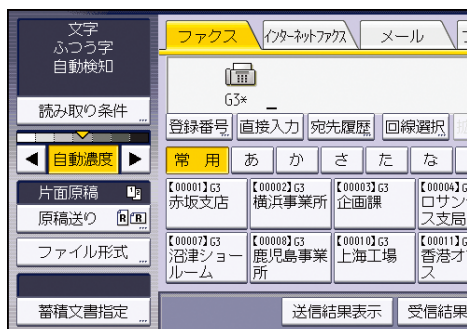 文字
ふつう字
自動検知
読み取り条件
自動濃度
片面原稿
原稿送り
ファイル形式
蓄積文書指定
ファクス
インターネットファクス
メール
G3*
登録番号
直接入力
宛先履歴
回線選択
常用
あ
か
さ
た
な
【00001】G3
赤坂支店
【00002】G3
横浜事業所
【00003】G3
企画課
【00004】G
ロサン
ス支局
【00007】G3
沼津ショー
ルーム
【00008】G3
鹿児島事業
所
【00010】G3
上海工場
【00011】G
香港オ
ス
送信結果表示
受信結果